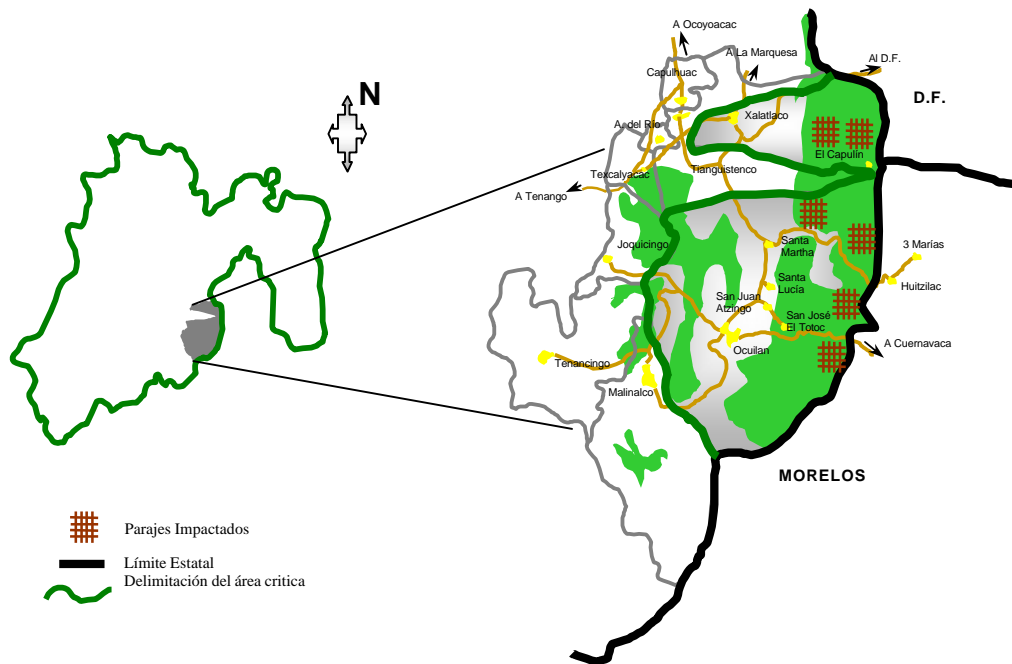 A Ocoyoacac
A La Marquesa
Al D.F.
Capulhuac
N
D.F.
Xalatlaco
A. del Río
El Capulín
Tianguistenco
Texcalyacac
A Tenango
Joquicingo
Santa
Martha
3 Marías
Santa
Lucía
Huitzilac
San Juan
Atzingo
San José
El Totoc
A Cuernavaca
Ocuilan
Tenancingo
Malinalco
MORELOS
Parajes Impactados
Límite Estatal
Delimitación del área critica